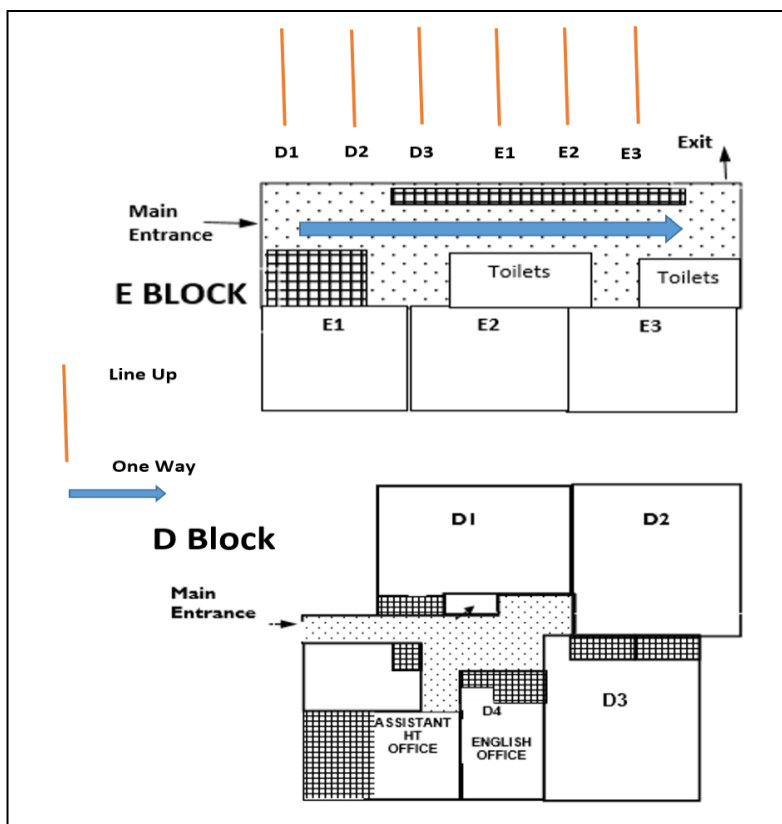 D1 D2 D3 E1 E2 E3 Exit
Main
Entrance
Toilets
Toilets
E BLOCK
E1 E2 E3
Line Up
One Way
D1 D2
D Block
Main
Entrance
D3
D4
ASSISTANT
HT
OFFICE
ENGLISH
OFFICE